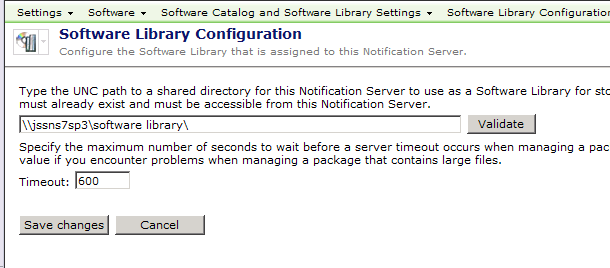 Settings Software Software Catalog and Software Library Settings Software Library Configuration
Software Library Configuration
Configure the Software Library that is assigned to this Notification Server.
Type the UNC path to a shared directory for this Notification Server to use as a Software Library for
must already exist and must be accessible from this Notification Server.
\\jssns7sp3\software library\ Validate
Specify the maximum number of seconds to wait before a server timeout occurs when managing a
value if you encounter problems when managing a package that contains large files.
Timeout: 600
Save changes Cancel